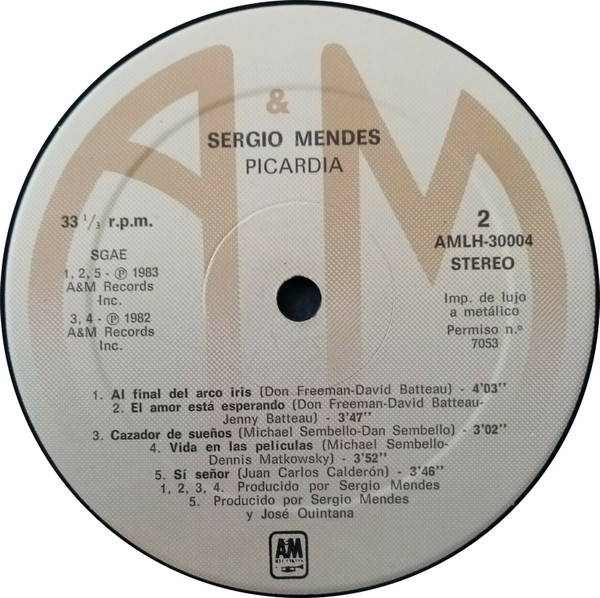 &
SERGIO MENDES
PICARDIA
33 1/3 r.p.m.
SGAE
1, 2, 5 - Ⓟ 1983
A&M Records
Inc.
3, 4 - Ⓟ 1982
A&M Records
Inc.
2
AMLH-30004
STEREO
Imp. de lujo
a metálico
Permiso n.º
7053
1. Al final del arco iris (Don Freeman-David Batteau) - 4'03''
2. El amor está esperando (Don Freeman-David Batteau-
Jenny Batteau) - 3'47''
3. Cazador de sueños (Michael Sembello-Dan Sembello) - 3'02''
4. Vida en las películas (Michael Sembello-
Dennis Matkowsky) - 3'52''
5. Sí señor (Juan Carlos Calderón) - 3'46''
1, 2, 3, 4. Producido por Sergio Mendes
5. Producido por Sergio Mendes
y José Quintana
A&M